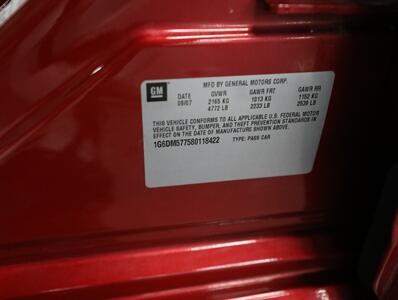 GM
MFD BY GENERAL MOTORS CORP.
DATE GVWR GAWR FRT GAWR RR
09/07 2165 KG 1013 KG 1152 KG
4772 LB 2233 LB 2539 LB
THIS VEHICLE CONFORMS TO ALL APPLICABLE U.S. FEDERAL MOTOR
VEHICLE SAFETY, BUMPER, AND THEFT PREVENTION STANDARDS IN
EFFECT ON THE DATE OF MANUFACTURE SHOWN ABOVE.
1G6DM577580118422 TYPE: PASS CAR